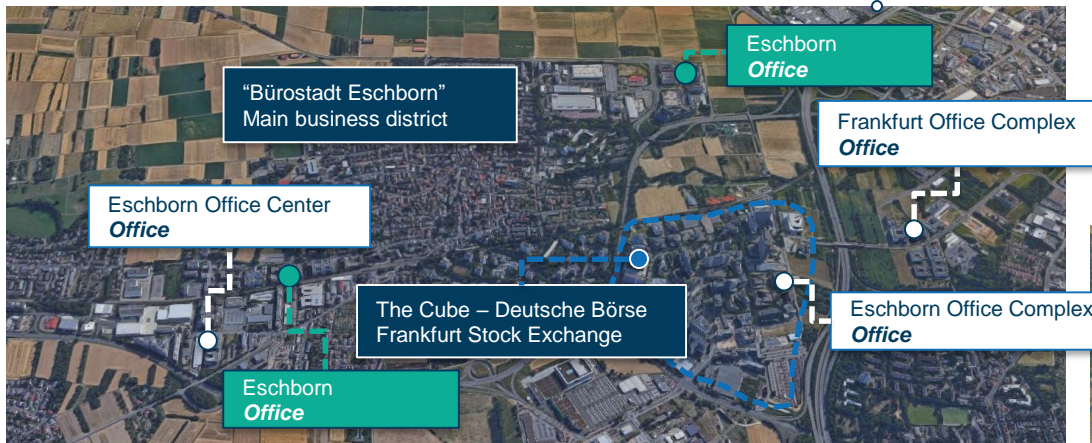 Eschborn
Office
“Bürostadt Eschborn”
Main business district
Frankfurt Office Complex
Office
Eschborn Office Center
Office
The Cube – Deutsche Börse
Frankfurt Stock Exchange
Eschborn Office Complex
Office
Eschborn
Office